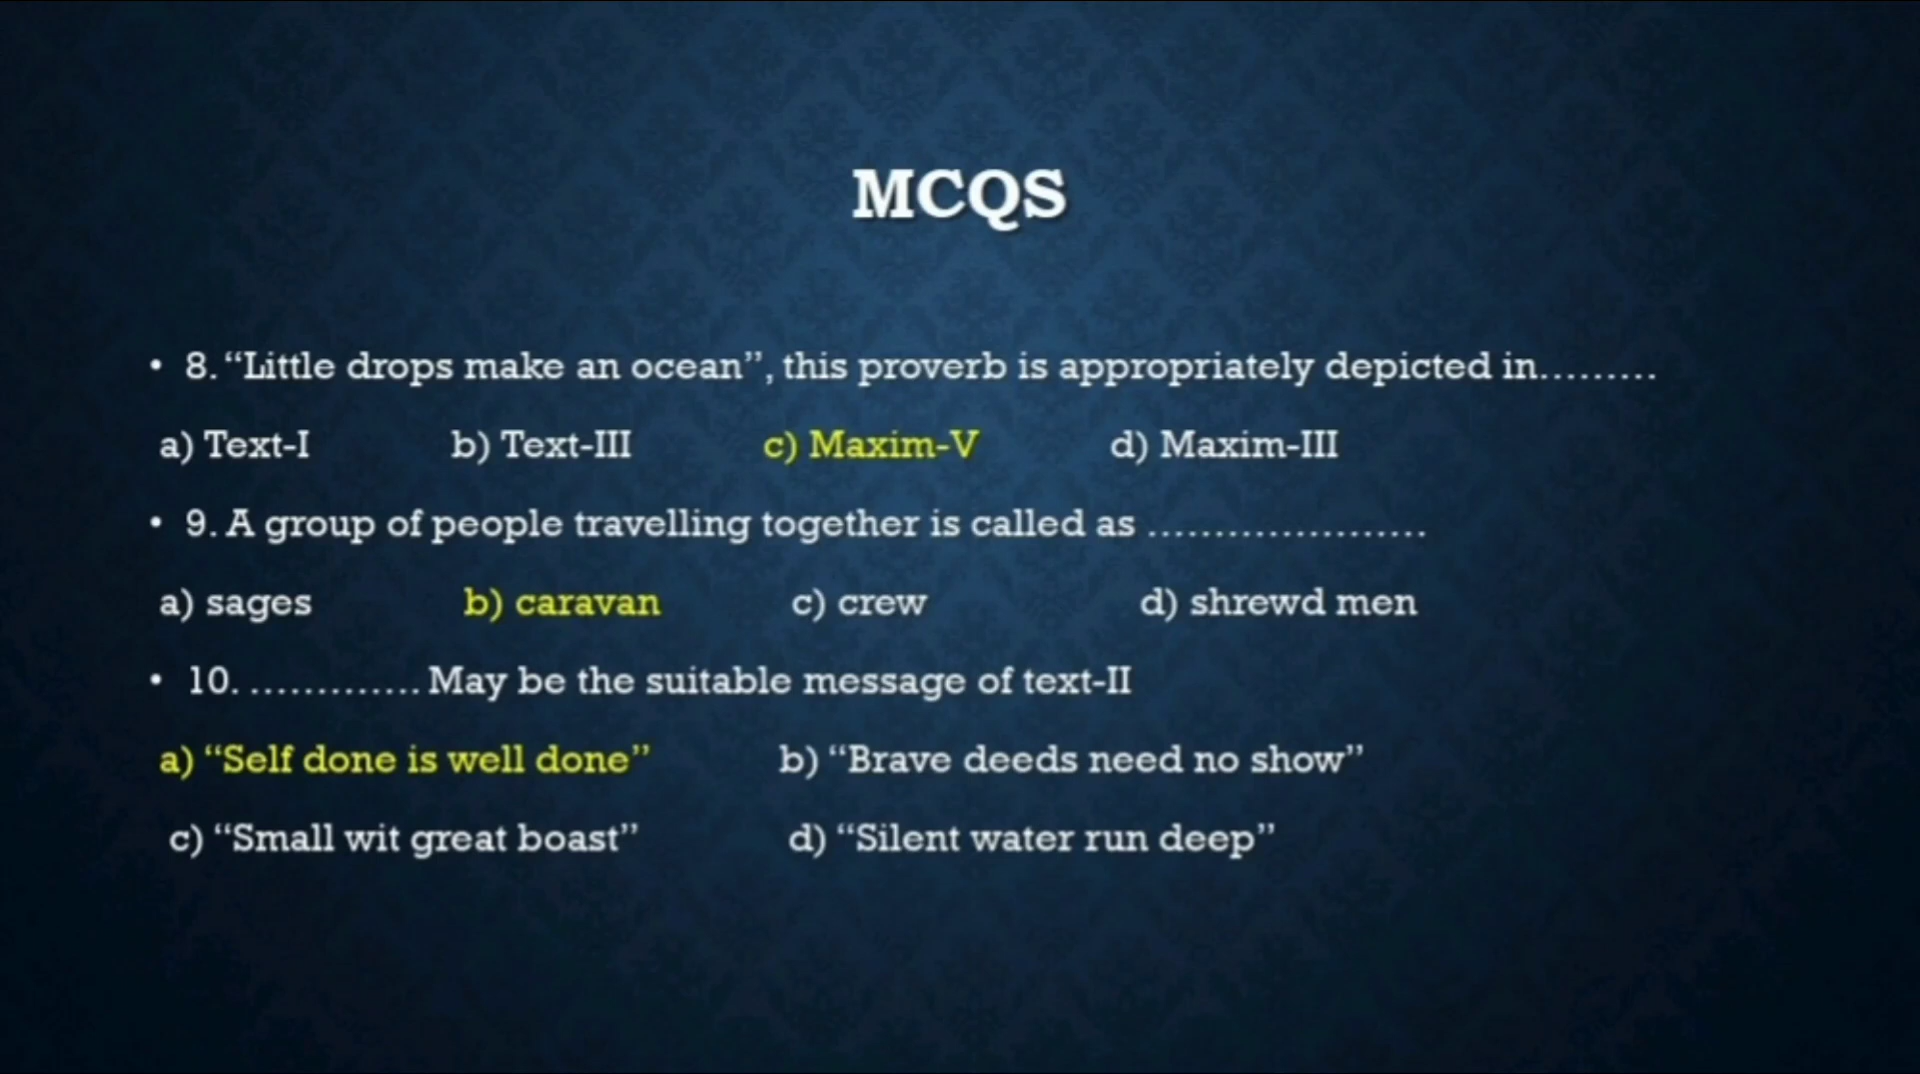 MCQS
• 8. “Little drops make an ocean”, this proverb is appropriately depicted in.........
a) Text-I b) Text-III c) Maxim-V d) Maxim-III
• 9. A group of people travelling together is called as .....................
a) sages b) caravan c) crew d) shrewd men
• 10. ............. May be the suitable message of text-II
a) “Self done is well done” b) “Brave deeds need no show”
c) “Small wit great boast” d) “Silent water run deep”